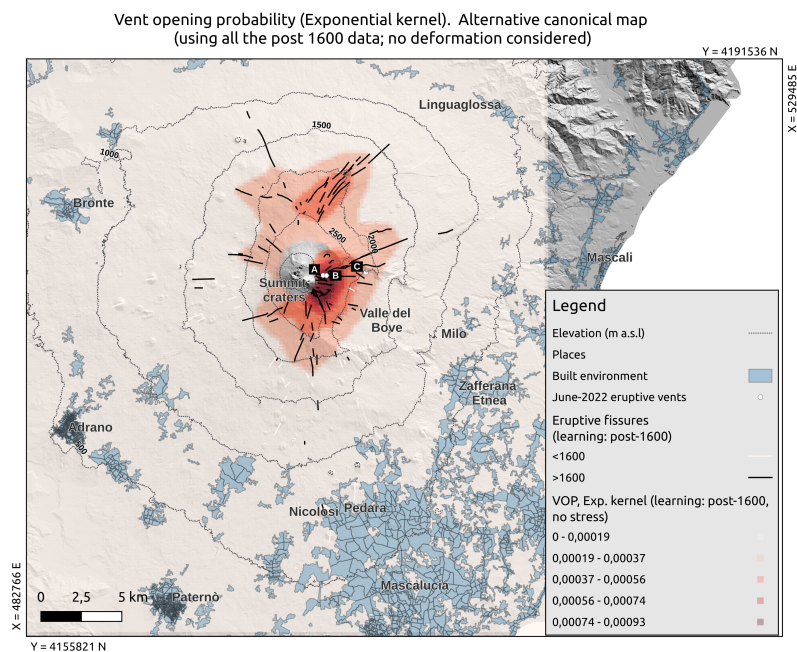 Vent opening probability (Exponential kernel).  Alternative canonical map
(using all the post 1600 data; no deformation considered)
Y = 4191536 N
X = 529485 E
Linguaglossa
1500
1000
Bronte
2500
2000
A
B
C
Mascali
Summit
craters
Valle del
Bove
Milo
Zafferana
Etnea
Adrano
500
Nicolosi
Pedara
Mascalucia
Paternò
0 2,5 5 km
X = 482766 E
Y = 4155821 N
Legend
Elevation (m a.s.l)
Places
Built environment
June-2022 eruptive vents
Eruptive fissures
(learning: post-1600)
<1600
>1600
VOP, Exp. kernel (learning: post-1600,
no stress)
0 - 0,00019
0,00019 - 0,00037
0,00037 - 0,00056
0,00056 - 0,00074
0,00074 - 0,00093